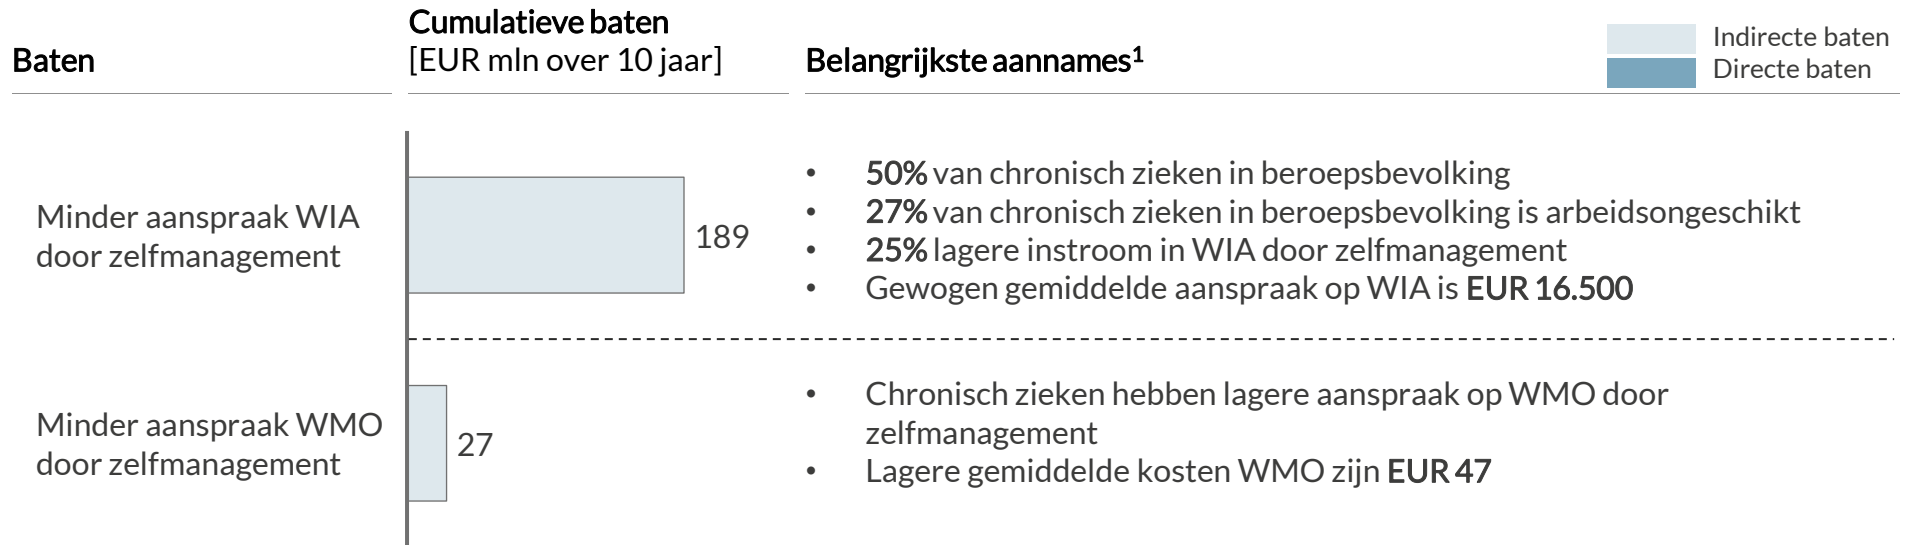 Baten
Cumulatieve baten
[EUR mln over 10 jaar]
Belangrijkste aannames¹
Indirecte baten
Directe baten
Minder aanspraak WIA
door zelfmanagement
189
• 50% van chronisch zieken in beroepsbevolking
• 27% van chronisch zieken in beroepsbevolking is arbeidsongeschikt
• 25% lagere instroom in WIA door zelfmanagement
• Gewogen gemiddelde aanspraak op WIA is EUR 16.500
Minder aanspraak WMO
door zelfmanagement
27
• Chronisch zieken hebben lagere aanspraak op WMO door
zelfmanagement
• Lagere gemiddelde kosten WMO zijn EUR 47